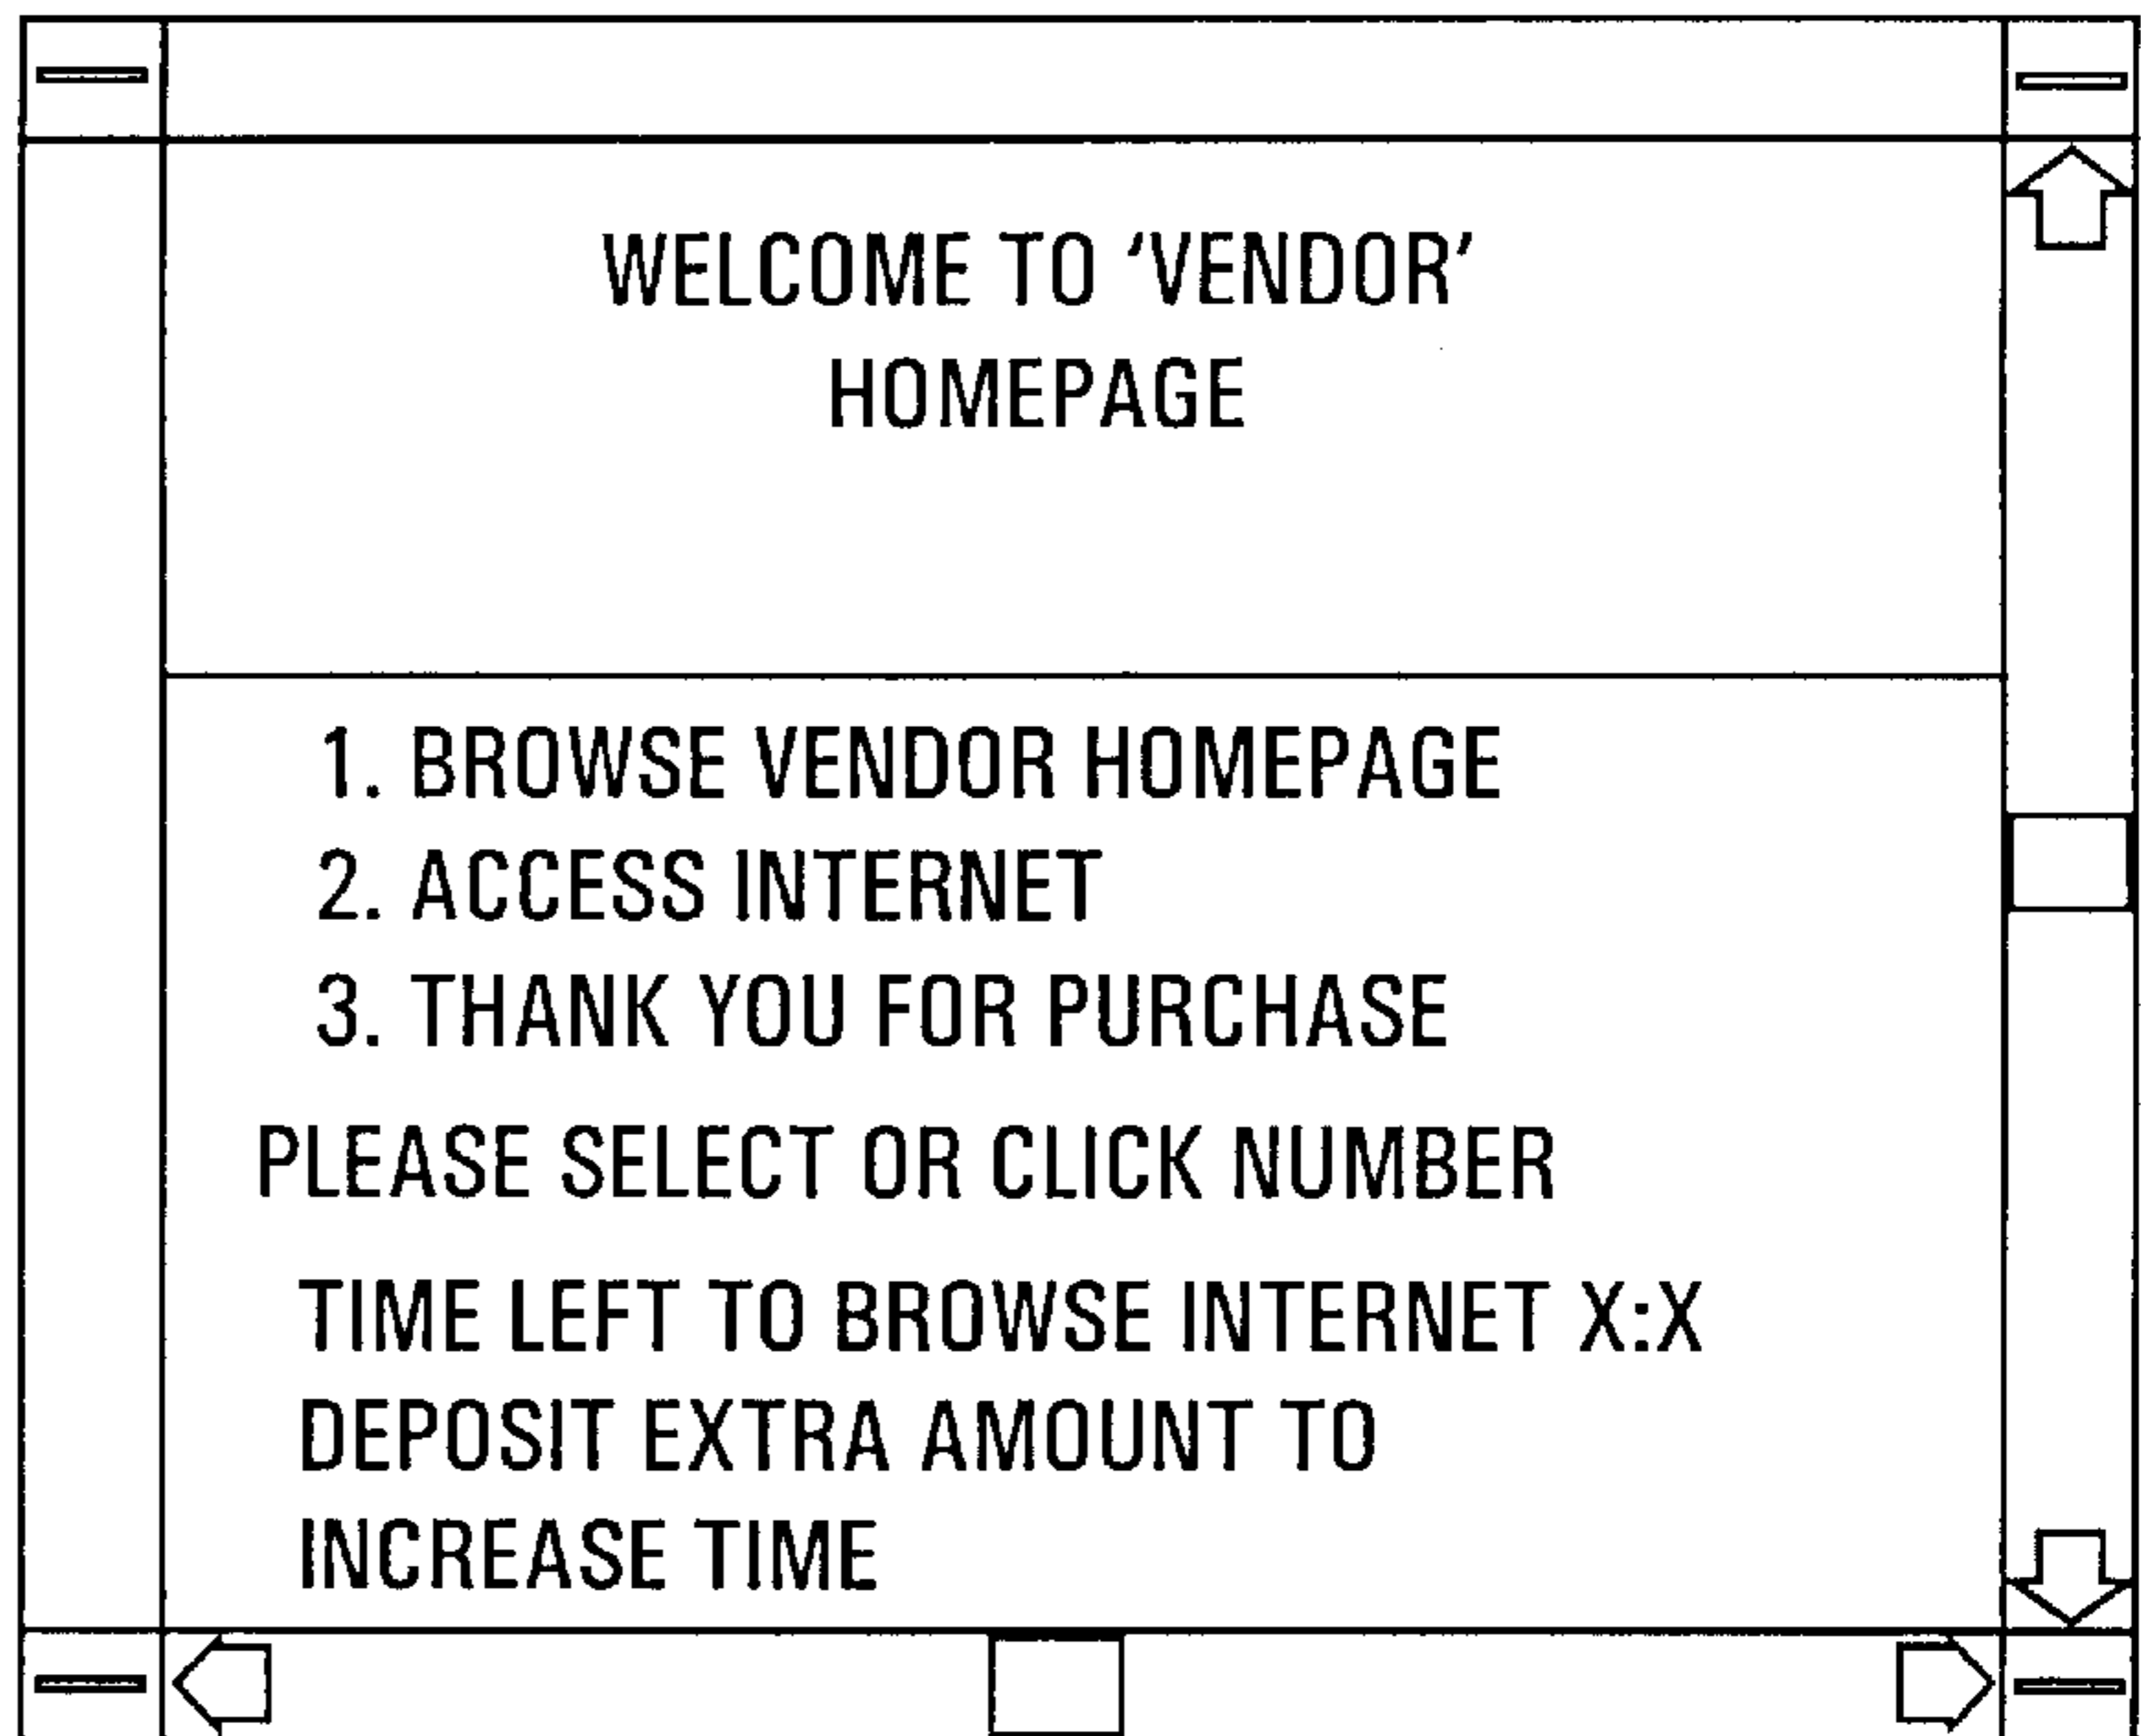 WELCOME TO 'VENDOR'
HOMEPAGE
1. BROWSE VENDOR HOMEPAGE
2. ACCESS INTERNET
3. THANK YOU FOR PURCHASE
PLEASE SELECT OR CLICK NUMBER
TIME LEFT TO BROWSE INTERNET X:X
DEPOSIT EXTRA AMOUNT TO
INCREASE TIME